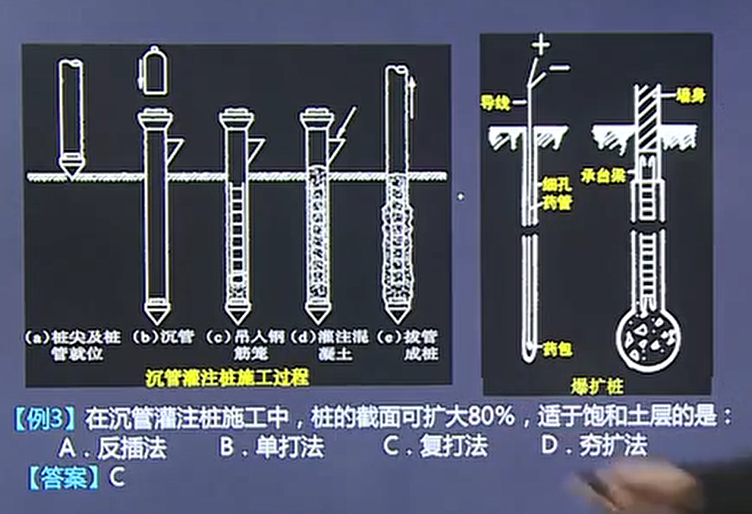 +
−
导线
细孔
药管
药包
墙身
承台梁
(a)桩尖及桩
管就位
(b)沉管
(c)吊人钢
筋笼
(d)灌注混
凝土
(e)拔管
成桩
沉管灌注桩施工过程
爆扩桩
【例3】在沉管灌注桩施工中，桩的截面可扩大80%，适于饱和土层的是：
A．反插法 B．单打法 C．复打法 D．夯扩法
【答案】C